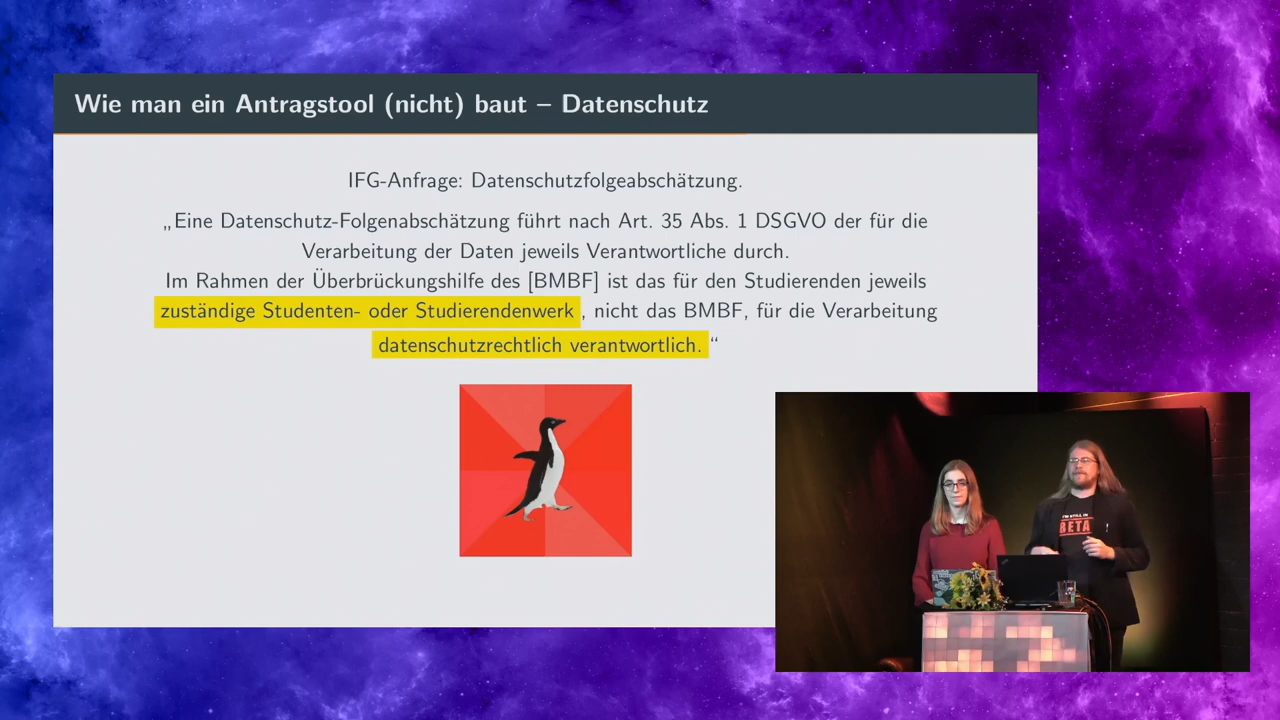 Wie man ein Antragstool (nicht) baut – Datenschutz
IFG-Anfrage: Datenschutzfolgeabschätzung.
„Eine Datenschutz-Folgenabschätzung führt nach Art. 35 Abs. 1 DSGVO der für die
Verarbeitung der Daten jeweils Verantwortliche durch.
Im Rahmen der Überbrückungshilfe des [BMBF] ist das für den Studierenden jeweils
zuständige Studenten- oder Studierendenwerk, nicht das BMBF, für die Verarbeitung
datenschutzrechtlich verantwortlich.“
I'M STILL IN
BETA